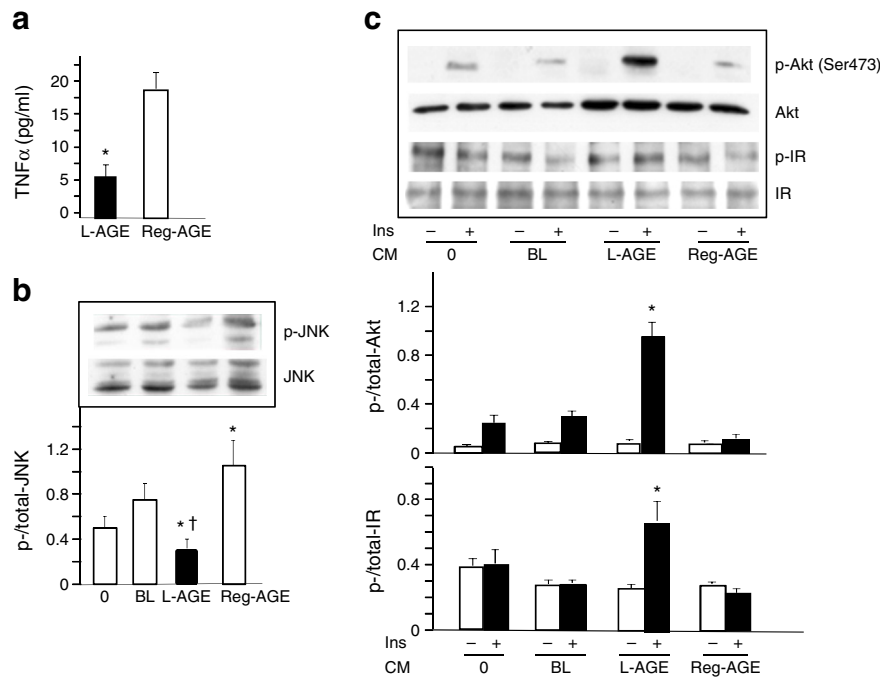 a
TNFα (pg/ml)
20
15
10
5
0
*
L-AGE Reg-AGE
b
p-JNK
JNK
p-/total-JNK
1.2
0.8
0.4
0
*†
*
0 BL L-AGE Reg-AGE
c
p-Akt (Ser473)
Akt
p-IR
IR
Ins − + − + − + − +
CM 0 BL L-AGE Reg-AGE
p-/total-Akt
1.2
0.8
0.4
0
*
p-/total-IR
0.8
0.4
0
*
Ins − + − + − + − +
CM 0 BL L-AGE Reg-AGE